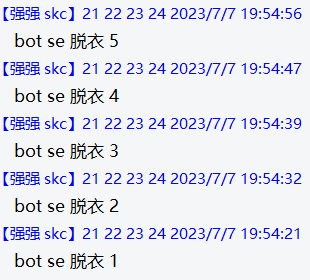 【强强 skc】21 22 23 24 2023/7/7 19:54:56
bot se 脱衣 5
【强强 skc】21 22 23 24 2023/7/7 19:54:47
bot se 脱衣 4
【强强 skc】21 22 23 24 2023/7/7 19:54:39
bot se 脱衣 3
【强强 skc】21 22 23 24 2023/7/7 19:54:32
bot se 脱衣 2
【强强 skc】21 22 23 24 2023/7/7 19:54:21
bot se 脱衣 1